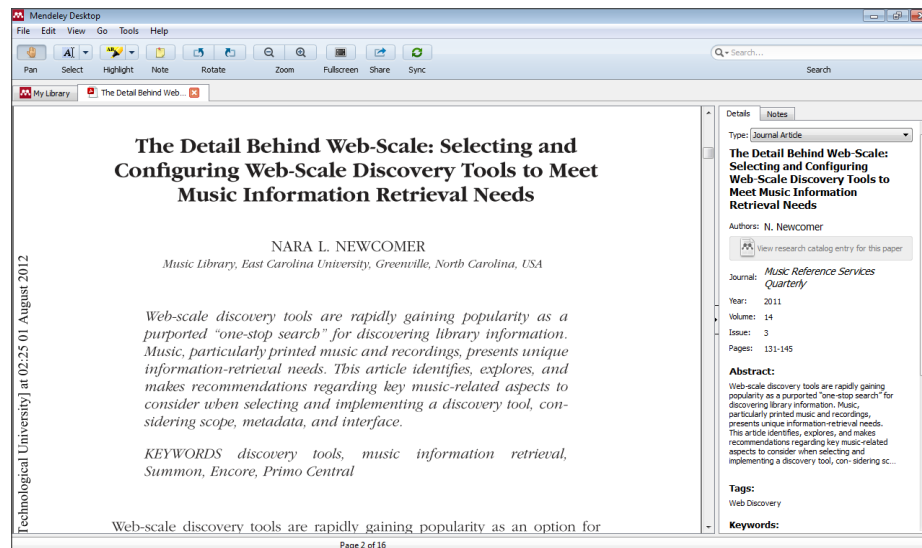 Mendeley Desktop
File Edit View Go Tools Help
Pan Select Highlight Note Rotate Zoom Fullscreen Share Sync
Search...
Search
My Library
The Detail Behind Web...
The Detail Behind Web-Scale: Selecting and
Configuring Web-Scale Discovery Tools to Meet
Music Information Retrieval Needs
NARA L. NEWCOMER
Music Library, East Carolina University, Greenville, North Carolina, USA
Web-scale discovery tools are rapidly gaining popularity as a
purported “one-stop search” for discovering library information.
Music, particularly printed music and recordings, presents unique
information-retrieval needs. This article identifies, explores, and
makes recommendations regarding key music-related aspects to
consider when selecting and implementing a discovery tool, con-
sidering scope, metadata, and interface.
KEYWORDS discovery tools, music information retrieval,
Summon, Encore, Primo Central
Web-scale discovery tools are rapidly gaining popularity as an option for
Technological University] at 02:25 01 August 2012
Page 2 of 16
Details Notes
Type: Journal Article
The Detail Behind Web-Scale:
Selecting and Configuring
Web-Scale Discovery Tools to
Meet Music Information
Retrieval Needs
Authors: N. Newcomer
View research catalog entry for this paper
Journal: Music Reference Services
Quarterly
Year: 2011
Volume: 14
Issue: 3
Pages: 131-145
Abstract:
Web-scale discovery tools are rapidly gaining
popularity as a purported "one-stop search" for
discovering library information. Music,
particularly printed music and recordings,
presents unique information-retrieval needs.
This article identifies, explores, and makes
recommendations regarding key music-related
aspects to consider when selecting and
implementing a discovery tool, con- sidering sc...
Tags:
Web Discovery
Keywords: